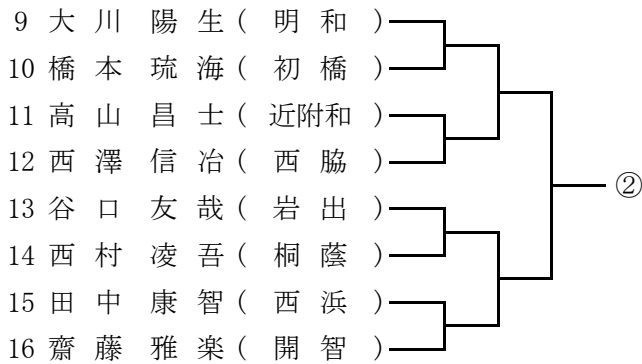 9 大川 陽生 ( 明和 )
10 橋本 琉海 ( 初橋 )
11 高山 昌士 ( 近附和 )
12 西澤 信冶 ( 西脇 )
13 谷口 友哉 ( 岩出 )
14 西村 凌吾 ( 桐蔭 )
15 田中 康智 ( 西浜 )
16 齋藤 雅楽 ( 開智 )
②